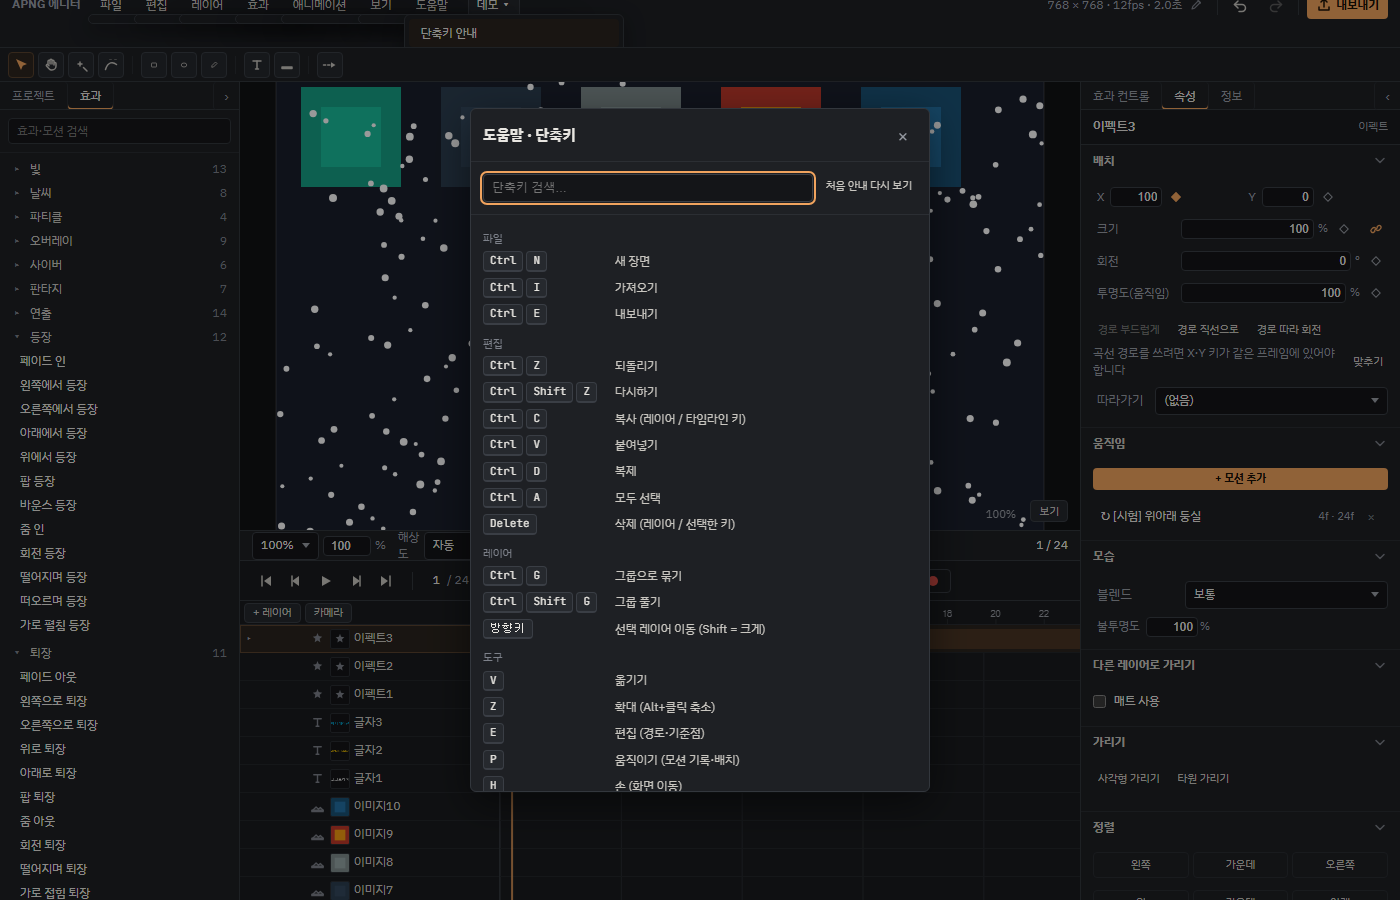 APNG 에디터 파일 편집 레이어 효과 애니메이션 보기 도움말 데모 768 × 768 · 12fps · 2.0초 내보내기
단축키 안내
T
프로젝트 효과
효과·모션 검색
빛 13
날씨 8
파티클 4
오버레이 9
사이버 6
판타지 7
연출 14
등장 12
페이드 인
왼쪽에서 등장
오른쪽에서 등장
아래에서 등장
위에서 등장
팝 등장
바운스 등장
줌 인
회전 등장
떨어지며 등장
떠오르며 등장
가로 펼침 등장
퇴장 11
페이드 아웃
왼쪽으로 퇴장
오른쪽으로 퇴장
위로 퇴장
아래로 퇴장
팝 퇴장
줌 아웃
회전 퇴장
떨어지며 퇴장
가로 접힘 퇴장
도움말 · 단축키 ×
단축키 검색... 처음 안내 다시 보기
파일
Ctrl N 새 장면
Ctrl I 가져오기
Ctrl E 내보내기
편집
Ctrl Z 되돌리기
Ctrl Shift Z 다시하기
Ctrl C 복사 (레이어 / 타임라인 키)
Ctrl V 붙여넣기
Ctrl D 복제
Ctrl A 모두 선택
Delete 삭제 (레이어 / 선택한 키)
레이어
Ctrl G 그룹으로 묶기
Ctrl Shift G 그룹 풀기
방향키 선택 레이어 이동 (Shift = 크게)
도구
V 옮기기
Z 확대 (Alt+클릭 축소)
E 편집 (경로·기준점)
P 움직이기 (모션 기록·배치)
H 손 (화면 이동)
100% 보기
100% 100 % 해상도 자동 1 / 24
1 / 24
+ 레이어 카메라 18 20 22
이펙트3
이펙트2
이펙트1
T 글자3
T 글자2
T 글자1
이미지10
이미지9
이미지8
이미지7
효과 컨트롤 속성 정보
이펙트3 이펙트
배치
X 100 Y 0
크기 100 %
회전 0 °
투명도(움직임) 100 %
경로 부드럽게 경로 직선으로 경로 따라 회전
곡선 경로를 쓰려면 X·Y 키가 같은 프레임에 있어야
합니다 맞추기
따라가기 (없음)
움직임
+ 모션 추가
↻ [시험] 위아래 둥실 4f · 24f ×
모습
블렌드 보통
불투명도 100 %
다른 레이어로 가리기
매트 사용
가리기
사각형 가리기 타원 가리기
정렬
왼쪽 가운데 오른쪽